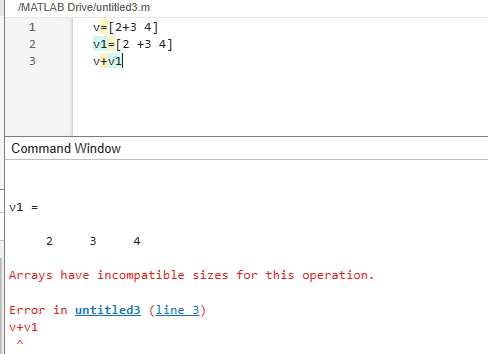 /MATLAB Drive/untitled3.m
1 v=[2+3 4]
2 v1=[2 +3 4]
3 v+v1
Command Window
v1 =
2 3 4
Arrays have incompatible sizes for this operation.
Error in untitled3 (line 3)
v+v1
^